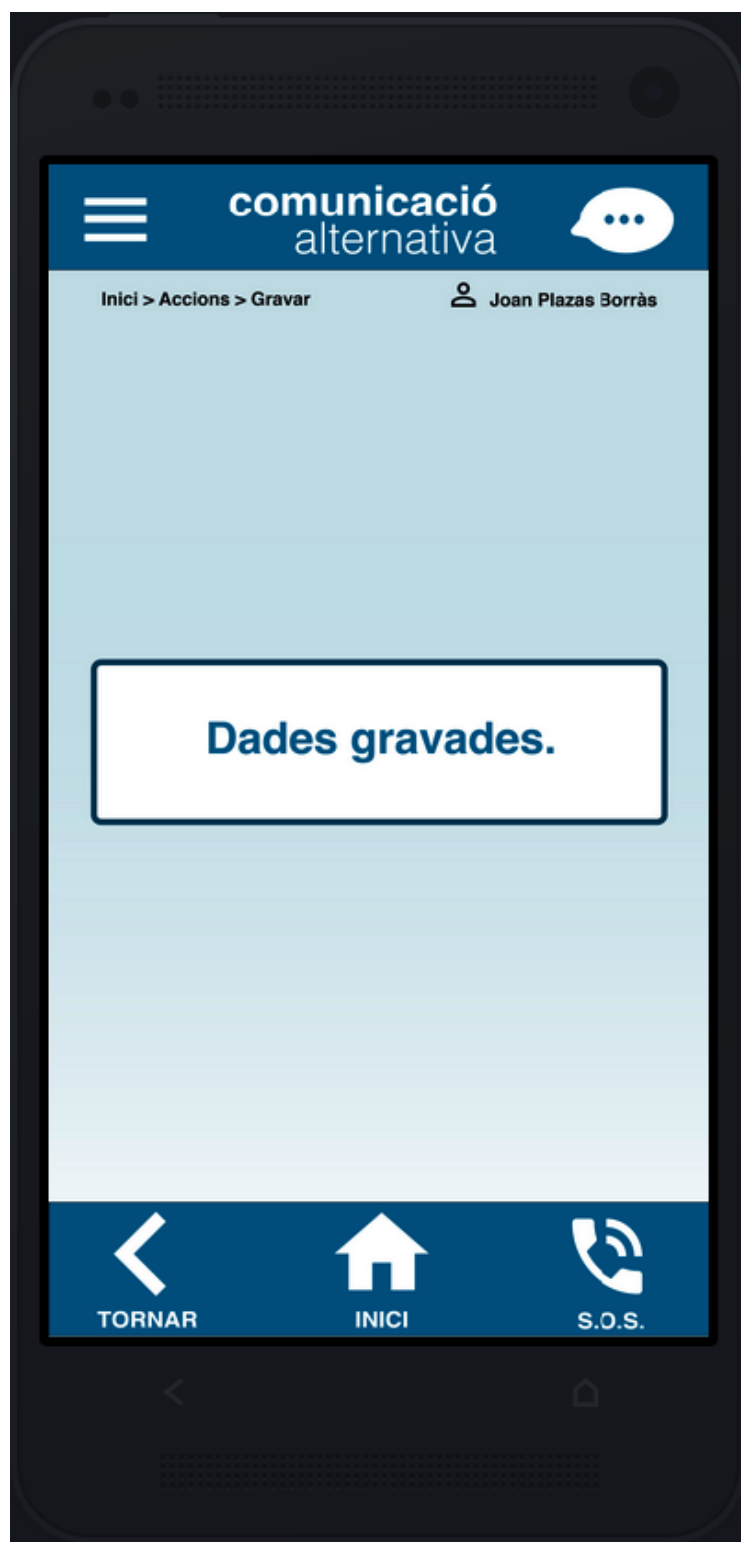 comunicació
alternativa
Inici > Accions > Gravar
Joan Plazas Borràs
Dades gravades.
TORNAR
INICI
S.O.S.